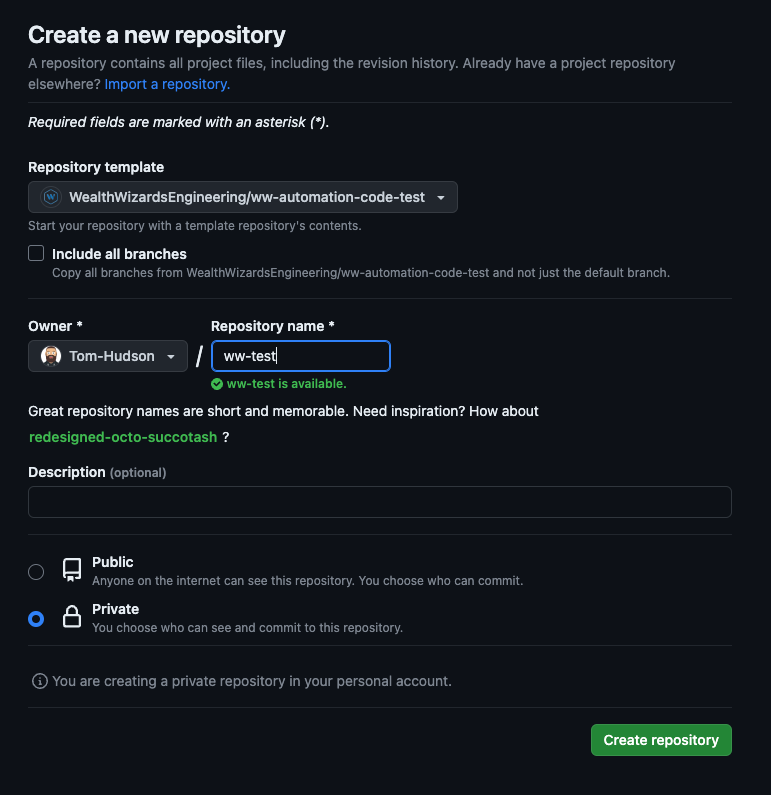 Create a new repository
A repository contains all project files, including the revision history. Already have a project repository
elsewhere? Import a repository.
Required fields are marked with an asterisk (*).
Repository template
W WealthWizardsEngineering/ww-automation-code-test
Start your repository with a template repository's contents.
Include all branches
Copy all branches from WealthWizardsEngineering/ww-automation-code-test and not just the default branch.
Owner * Repository name *
Tom-Hudson / ww-test
ww-test is available.
Great repository names are short and memorable. Need inspiration? How about
redesigned-octo-succotash ?
Description (optional)
Public
Anyone on the internet can see this repository. You choose who can commit.
Private
You choose who can see and commit to this repository.
You are creating a private repository in your personal account.
Create repository